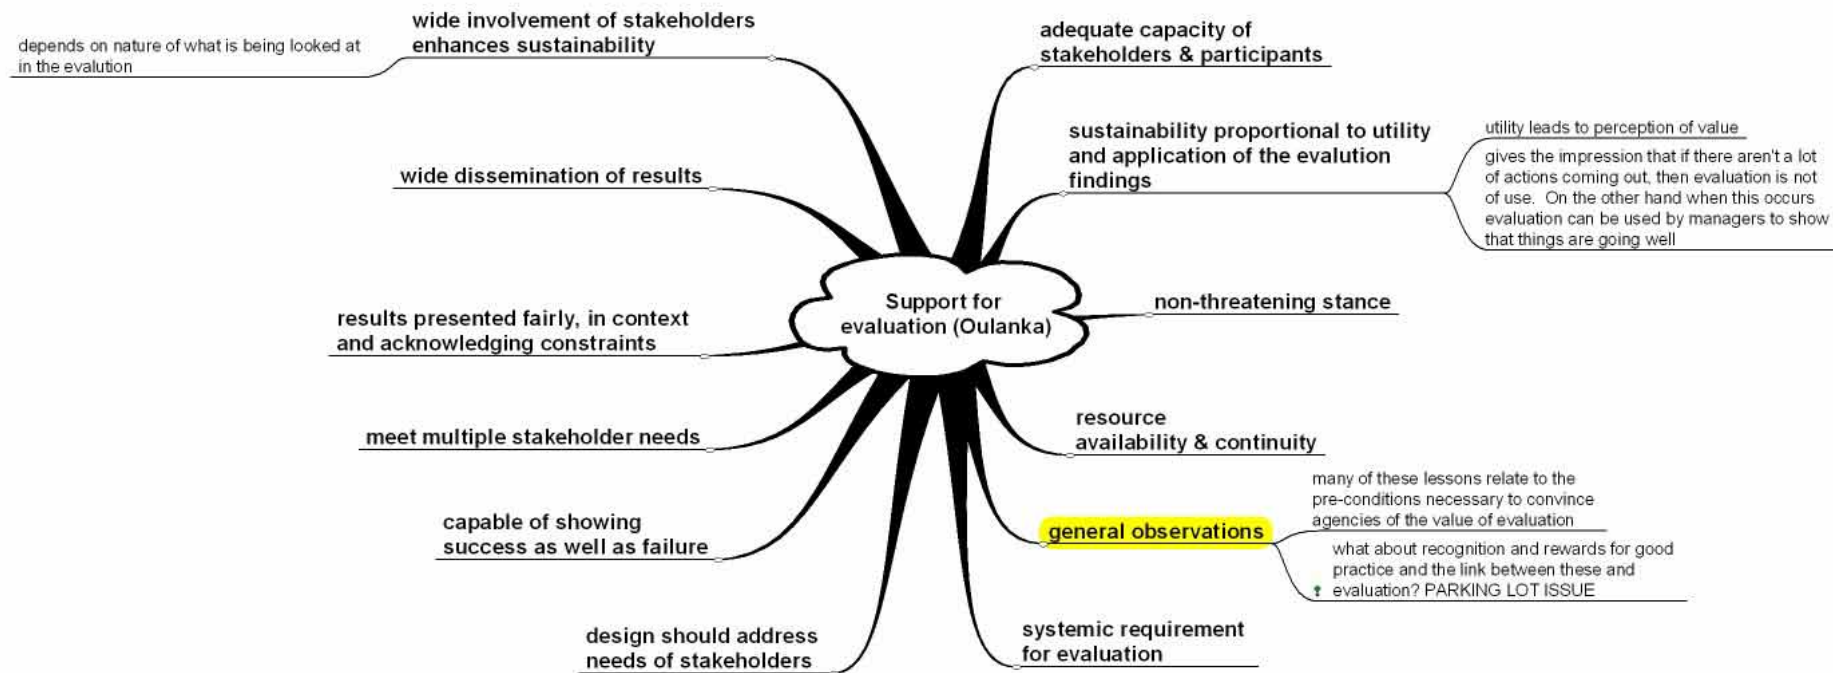 wide involvement of stakeholders
enhances sustainability
depends on nature of what is being looked at
in the evalution
wide dissemination of results
results presented fairly, in context
and acknowledging constraints
meet multiple stakeholder needs
capable of showing
success as well as failure
design should address
needs of stakeholders
Support for
evaluation (Oulanka)
adequate capacity of
stakeholders & participants
sustainability proportional to utility
and application of the evalution
findings
utility leads to perception of value
gives the impression that if there aren't a lot
of actions coming out, then evaluation is not
of use.  On the other hand when this occurs
evaluation can be used by managers to show
that things are going well
non-threatening stance
resource
availability & continuity
general observations
many of these lessons relate to the
pre-conditions necessary to convince
agencies of the value of evaluation
what about recognition and rewards for good
practice and the link between these and
evaluation? PARKING LOT ISSUE
systemic requirement
for evaluation